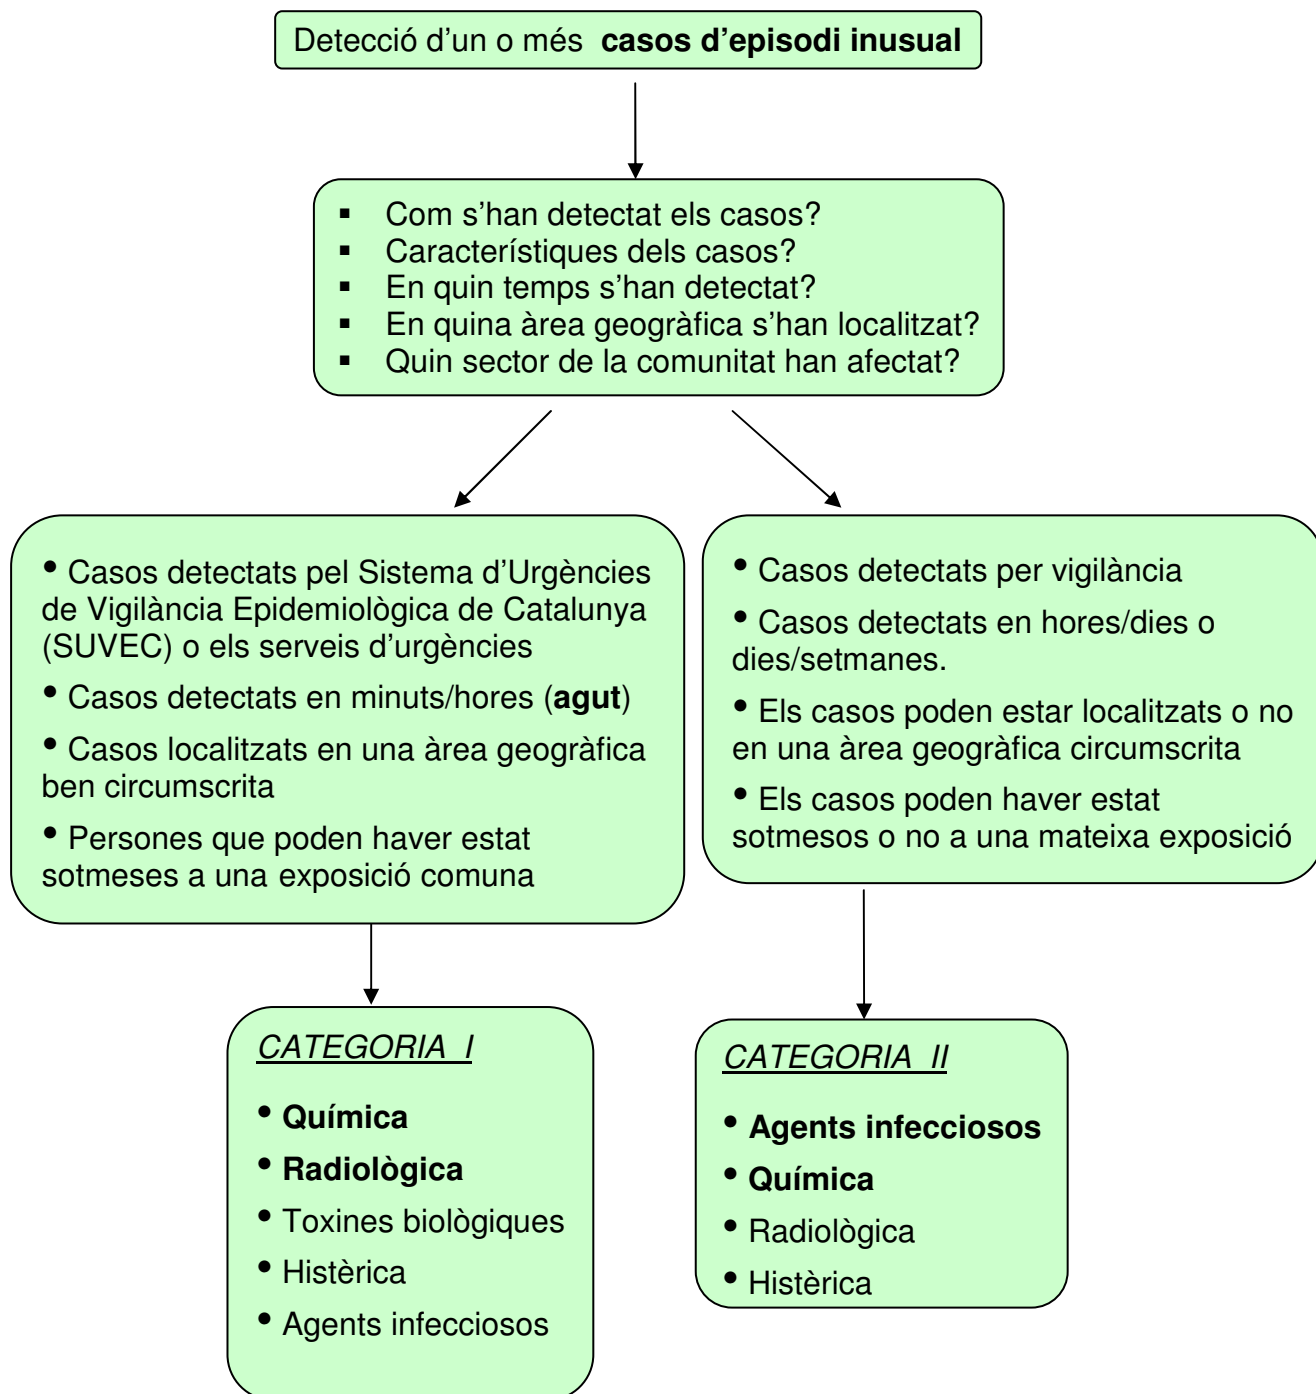 Detecció d’un o més casos d’episodi inusual
▪ Com s’han detectat els casos?
▪ Característiques dels casos?
▪ En quin temps s’han detectat?
▪ En quina àrea geogràfica s’han localitzat?
▪ Quin sector de la comunitat han afectat?
• Casos detectats pel Sistema d’Urgències
de Vigilància Epidemiològica de Catalunya
(SUVEC) o els serveis d’urgències
• Casos detectats en minuts/hores (agut)
• Casos localitzats en una àrea geogràfica
ben circumscrita
• Persones que poden haver estat
sotmeses a una exposició comuna
• Casos detectats per vigilància
• Casos detectats en hores/dies o
dies/setmanes.
• Els casos poden estar localitzats o no
en una àrea geogràfica circumscrita
• Els casos poden haver estat
sotmesos o no a una mateixa exposició
CATEGORIA I
• Química
• Radiològica
• Toxines biològiques
• Histèrica
• Agents infecciosos
CATEGORIA II
• Agents infecciosos
• Química
• Radiològica
• Histèrica